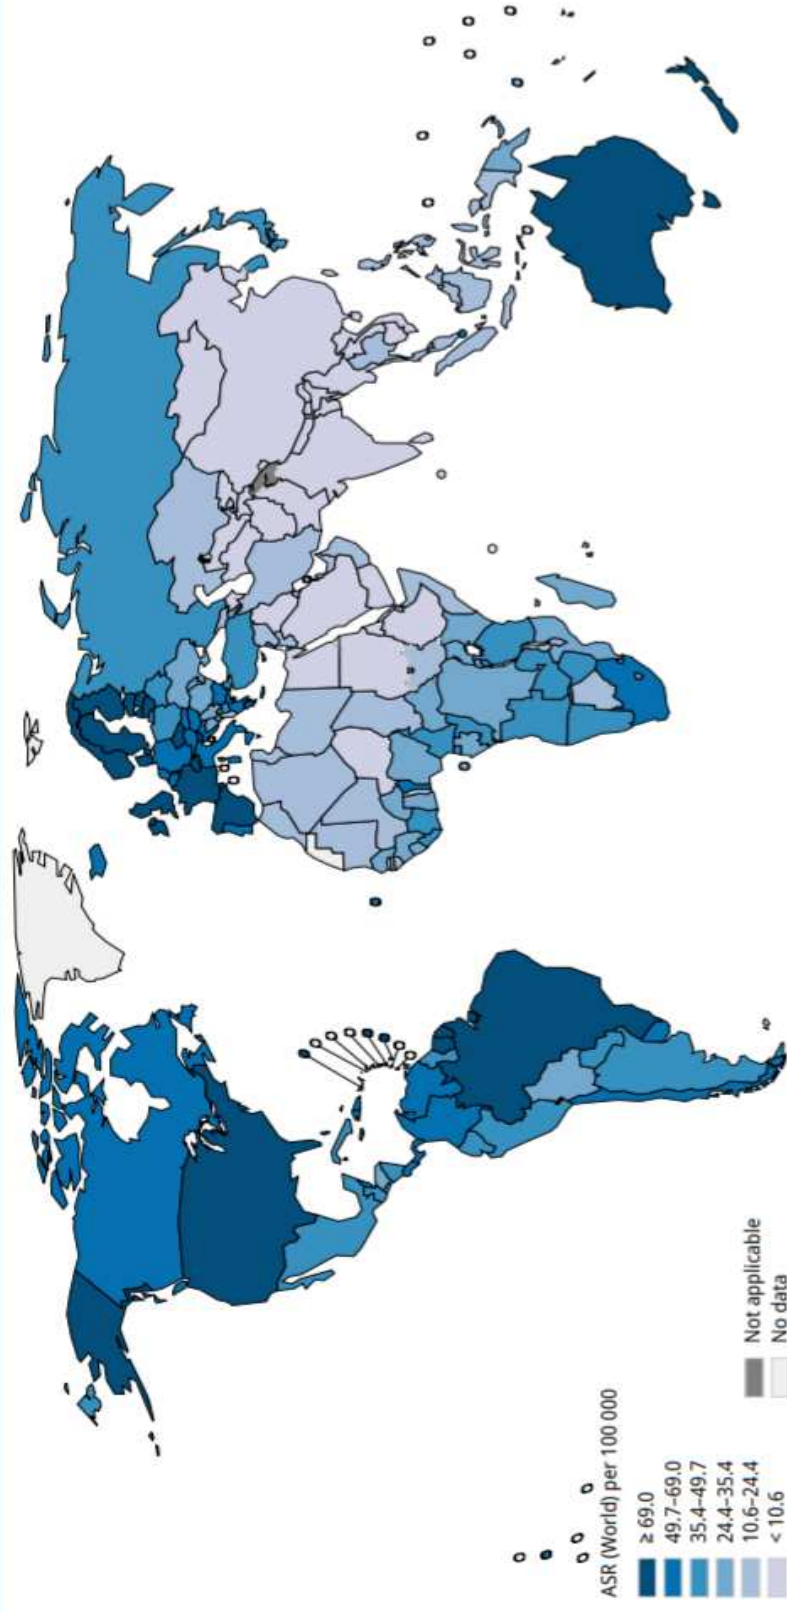 ASR (World) per 100 000
≥ 69.0
49.7–69.0
35.4–49.7
24.4–35.4
10.6–24.4
< 10.6
Not applicable
No data